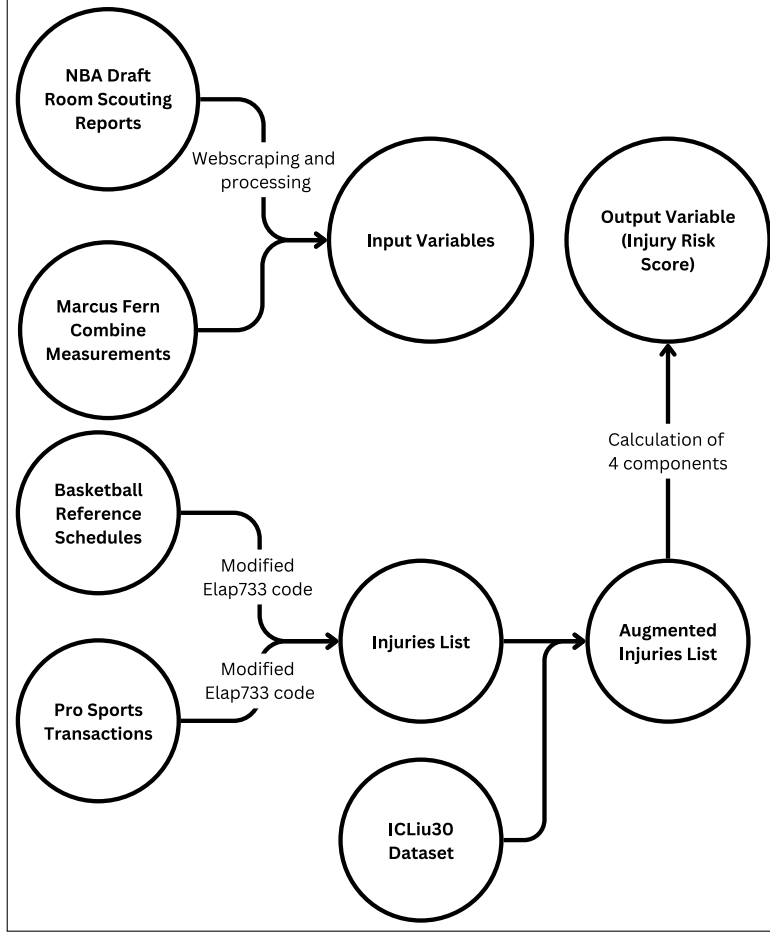 NBA Draft
Room Scouting
Reports
Webscraping and
processing
Input Variables
Output Variable
(Injury Risk
Score)
Marcus Fern
Combine
Measurements
Calculation of
4 components
Basketball
Reference
Schedules
Modified
Elap733 code
Injuries List
Augmented
Injuries List
Modified
Elap733 code
Pro Sports
Transactions
ICLiu30
Dataset